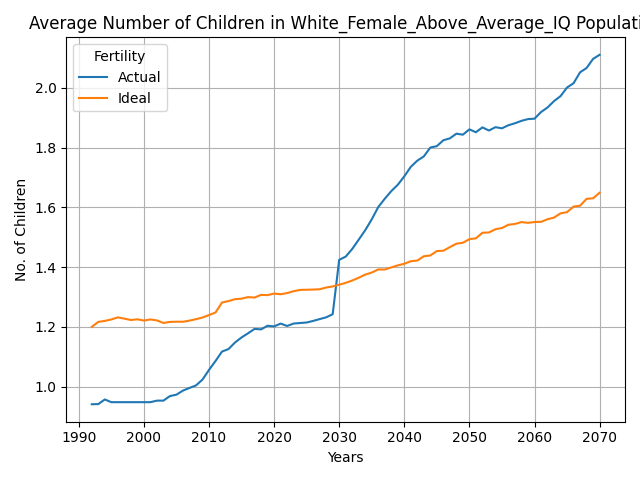 Average Number of Children in White_Female_Above_Average_IQ Populati
Fertility
Actual
Ideal
No. of Children
2.0
1.8
1.6
1.4
1.2
1.0
1990 2000 2010 2020 2030 2040 2050 2060 2070
Years